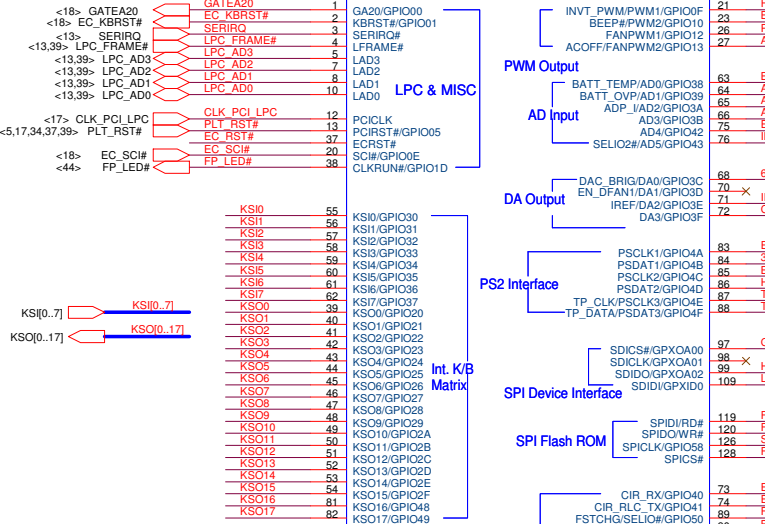 <18> GATEA20 GATEA20 1 GA20/GPIO00
<18> EC_KBRST# EC_KBRST# 2 KBRST#/GPIO01
<13> SERIRQ SERIRQ 3 SERIRQ#
<13,39> LPC_FRAME# LPC_FRAME# 4 LFRAME#
<13,39> LPC_AD3 LPC_AD3 5 LAD3
<13,39> LPC_AD2 LPC_AD2 7 LAD2
<13,39> LPC_AD1 LPC_AD1 8 LAD1
<13,39> LPC_AD0 LPC_AD0 10 LAD0
LPC & MISC
<17> CLK_PCI_LPC CLK_PCI_LPC 12 PCICLK
<5,17,34,37,39> PLT_RST# PLT_RST# 13 PCIRST#/GPIO05
EC_RST# 37 ECRST#
<18> EC_SCI# EC_SCI# 20 SCI#/GPIO0E
<44> FP_LED# FP_LED# 38 CLKRUN#/GPIO1D
KSI0 55 KSI0/GPIO30
KSI1 56 KSI1/GPIO31
KSI2 57 KSI2/GPIO32
KSI3 58 KSI3/GPIO33
KSI4 59 KSI4/GPIO34
KSI5 60 KSI5/GPIO35
KSI6 61 KSI6/GPIO36
KSI7 62 KSI7/GPIO37
KSI[0..7] KSI[0..7]
KSO[0..17] KSO[0..17]
KSO0 39 KSO0/GPIO20
KSO1 40 KSO1/GPIO21
KSO2 41 KSO2/GPIO22
KSO3 42 KSO3/GPIO23
KSO4 43 KSO4/GPIO24
KSO5 44 KSO5/GPIO25
KSO6 45 KSO6/GPIO26
KSO7 46 KSO7/GPIO27
KSO8 47 KSO8/GPIO28
KSO9 48 KSO9/GPIO29
KSO10 49 KSO10/GPIO2A
KSO11 50 KSO11/GPIO2B
KSO12 51 KSO12/GPIO2C
KSO13 52 KSO13/GPIO2D
KSO14 53 KSO14/GPIO2E
KSO15 54 KSO15/GPIO2F
KSO16 81 KSO16/GPIO48
KSO17 82 KSO17/GPIO49
Int. K/B
Matrix
INVT_PWM/PWM1/GPIO0F 21
BEEP#/PWM2/GPIO10 23
FANPWM1/GPIO12 26
ACOFF/FANPWM2/GPIO13 27
PWM Output
BATT_TEMP/AD0/GPIO38 63
BATT_OVP/AD1/GPIO39 64
ADP_I/AD2/GPIO3A 65
AD Input
AD3/GPIO3B 66
AD4/GPIO42 75
SELIO2#/AD5/GPIO43 76
DAC_BRIG/DA0/GPIO3C 68
EN_DFAN1/DA1/GPIO3D 70
DA Output
IREF/DA2/GPIO3E 71
DA3/GPIO3F 72
PSCLK1/GPIO4A 83
PSDAT1/GPIO4B 84
PSCLK2/GPIO4C 85
PS2 Interface
PSDAT2/GPIO4D 86
TP_CLK/PSCLK3/GPIO4E 87
TP_DATA/PSDAT3/GPIO4F 88
SDICS#/GPXOA00 97
SDICLK/GPXOA01 98
SDIDO/GPXOA02 99
SDIDI/GPXID0 109
SPI Device Interface
SPIDI/RD# 119
SPIDO/WR# 120
SPI Flash ROM
SPICLK/GPIO58 126
SPICS# 128
CIR_RX/GPIO40 73
CIR_RLC_TX/GPIO41 74
FSTCHG/SELIO#/GPIO50 89